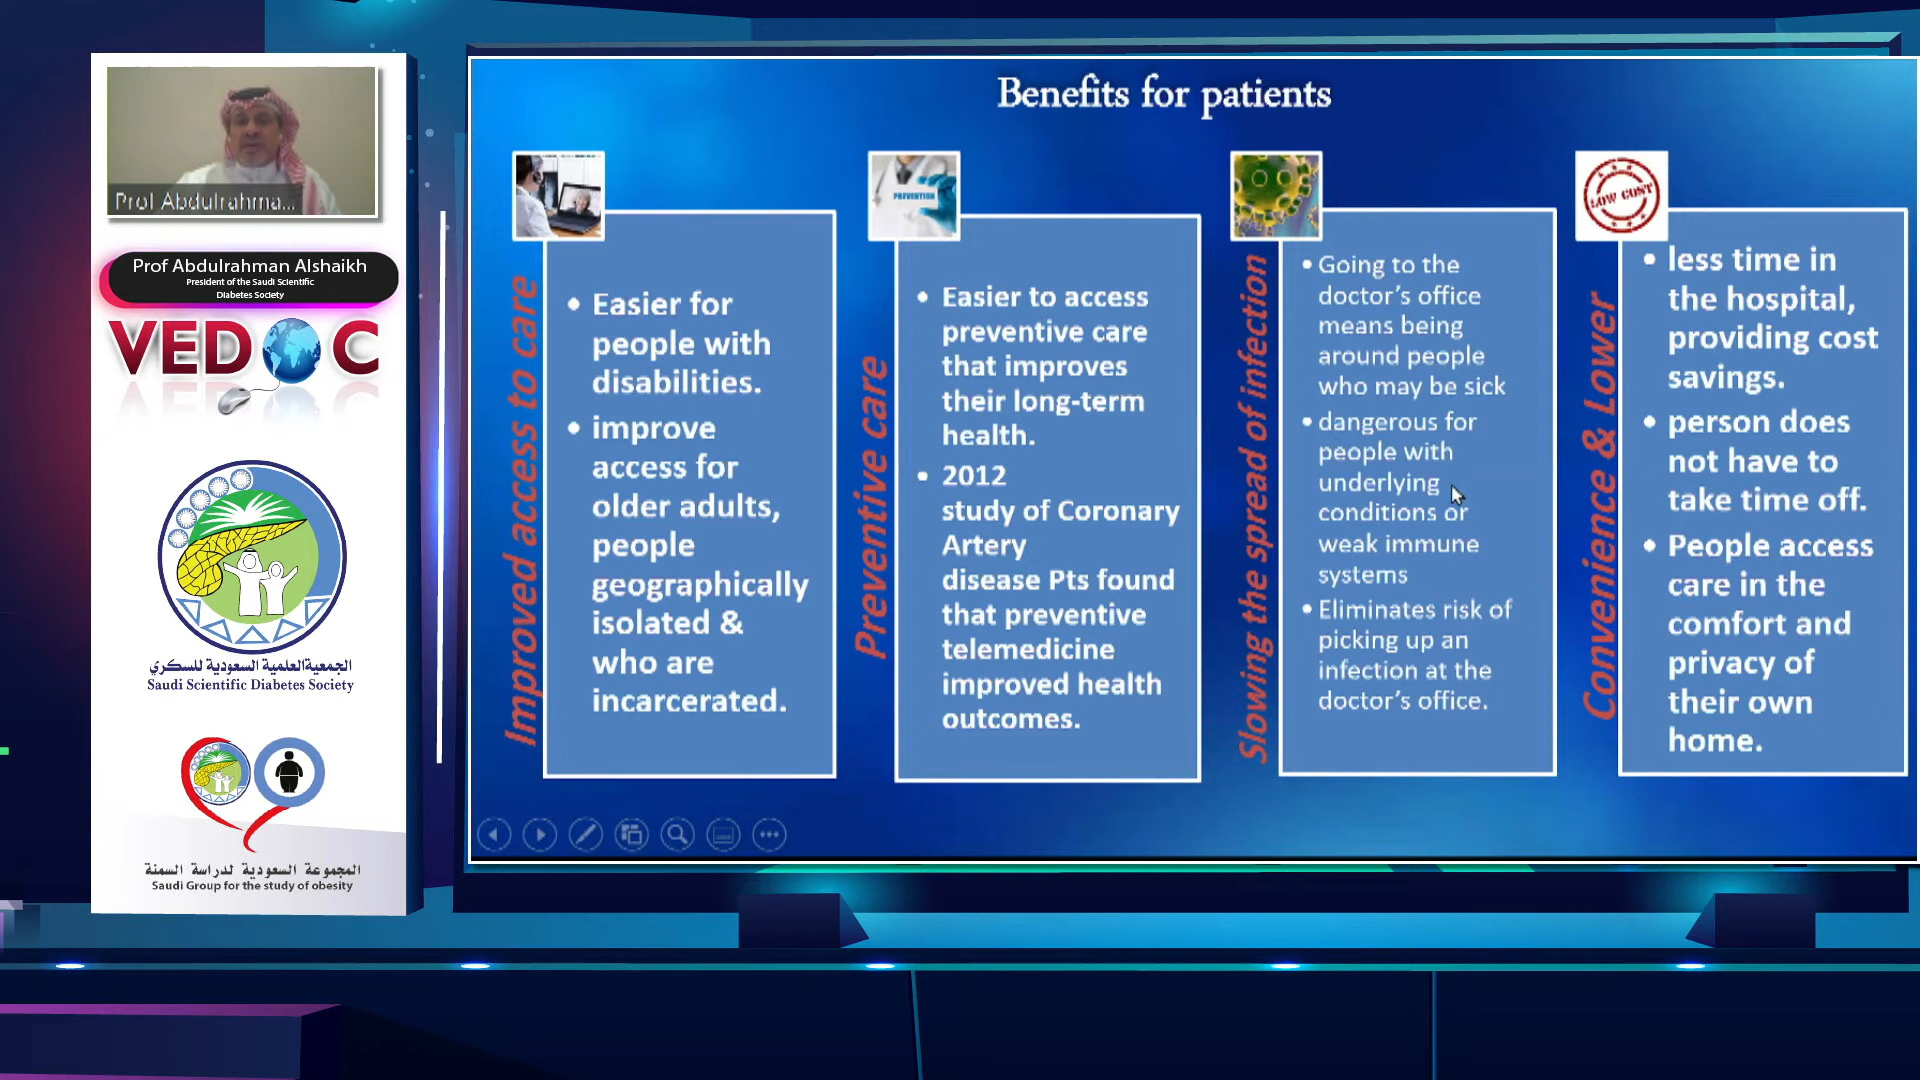 Prof Abdulrahma...
Prof Abdulrahman Alshaikh
President of the Saudi Scientific
Diabetes Society
VEDOC
الجمعية العلمية السعودية للسكري
Saudi Scientific Diabetes Society
المجموعة السعودية لدراسة السمنة
Saudi Group for the study of obesity
Benefits for patients
Improved access to care
• Easier for
people with
disabilities.
• improve
access for
older adults,
people
geographically
isolated &
who are
incarcerated.
PREVENTION
Preventive care
• Easier to access
preventive care
that improves
their long-term
health.
• 2012
study of Coronary
Artery
disease Pts found
that preventive
telemedicine
improved health
outcomes.
Slowing the spread of infection
• Going to the
doctor’s office
means being
around people
who may be sick
• dangerous for
people with
underlying
conditions or
weak immune
systems
• Eliminates risk of
picking up an
infection at the
doctor’s office.
LOW COST
Convenience & Lower
• less time in
the hospital,
providing cost
savings.
• person does
not have to
take time off.
• People access
care in the
comfort and
privacy of
their own
home.